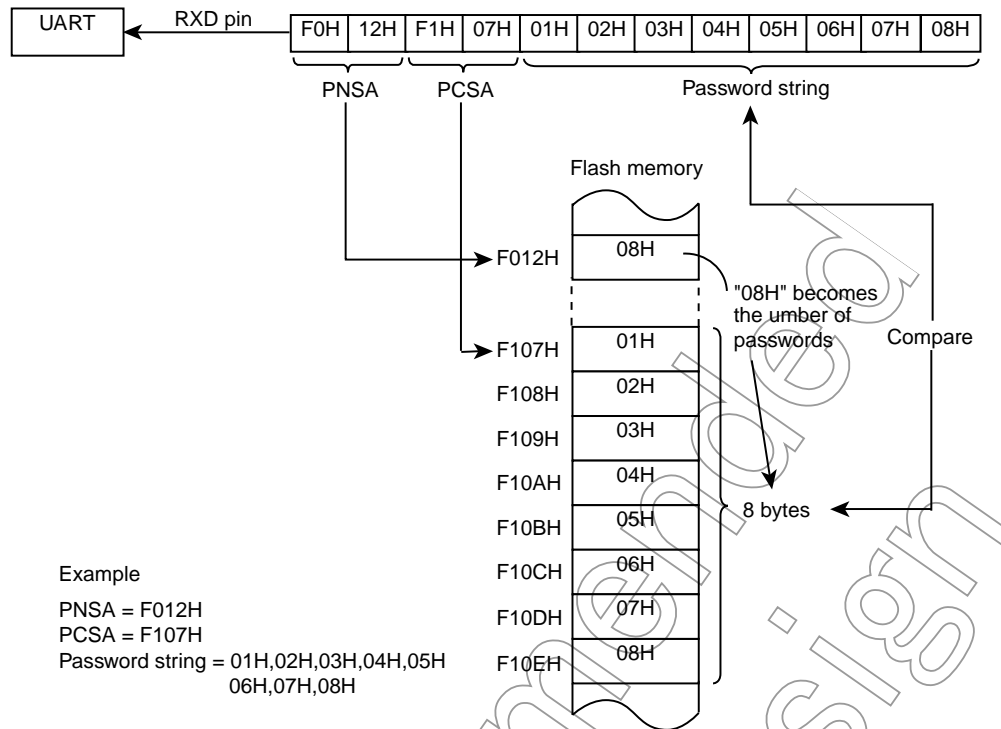 UART
RXD pin
F0H 12H F1H 07H 01H 02H 03H 04H 05H 06H 07H 08H
PNSA PCSA Password string
Flash memory
F012H 08H
"08H" becomes
the umber of
passwords
Compare
F107H 01H
F108H 02H
F109H 03H
F10AH 04H
F10BH 05H
8 bytes
F10CH 06H
F10DH 07H
F10EH 08H
Example
PNSA = F012H
PCSA = F107H
Password string = 01H,02H,03H,04H,05H
06H,07H,08H
mended
sign